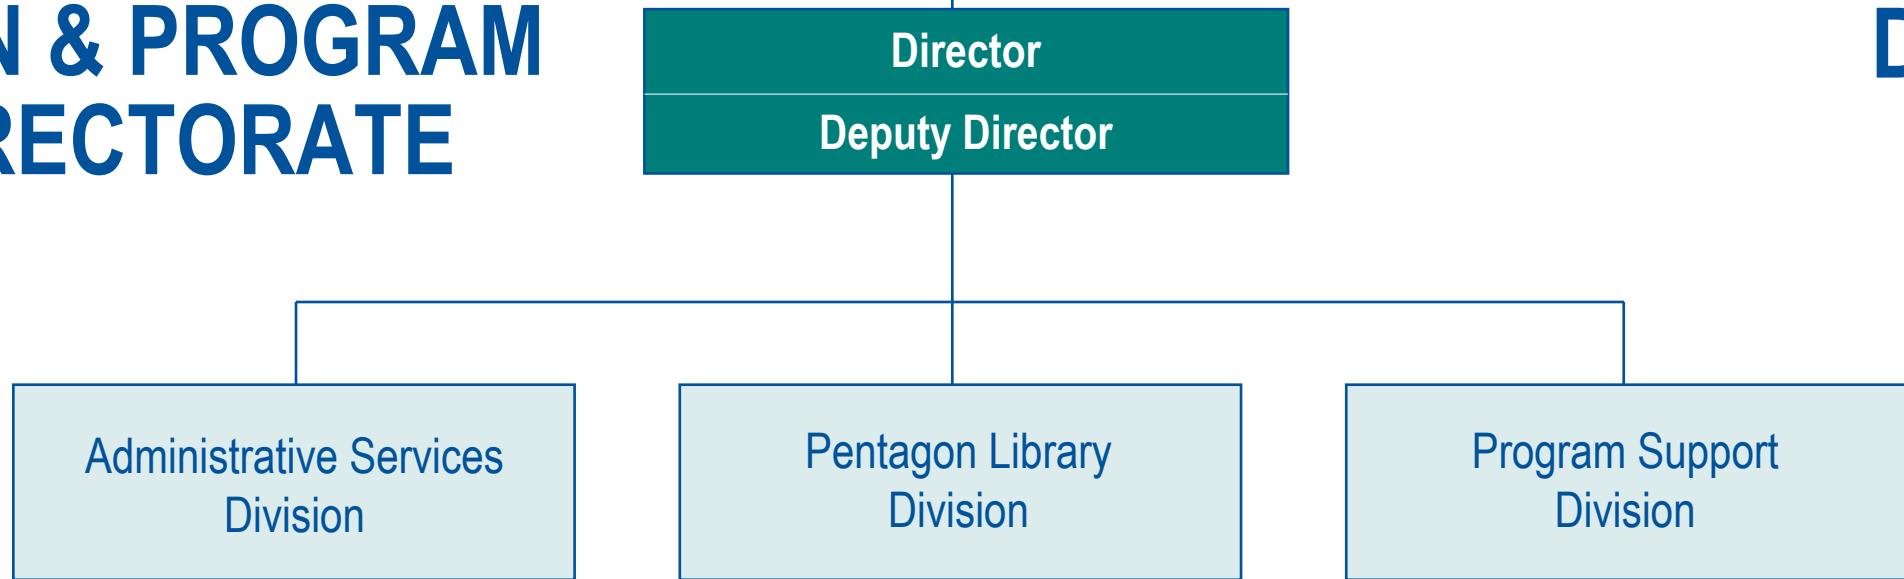 N & PROGRAM
RECTORATE
Director
Deputy Director
D
Administrative Services
Division
Pentagon Library
Division
Program Support
Division